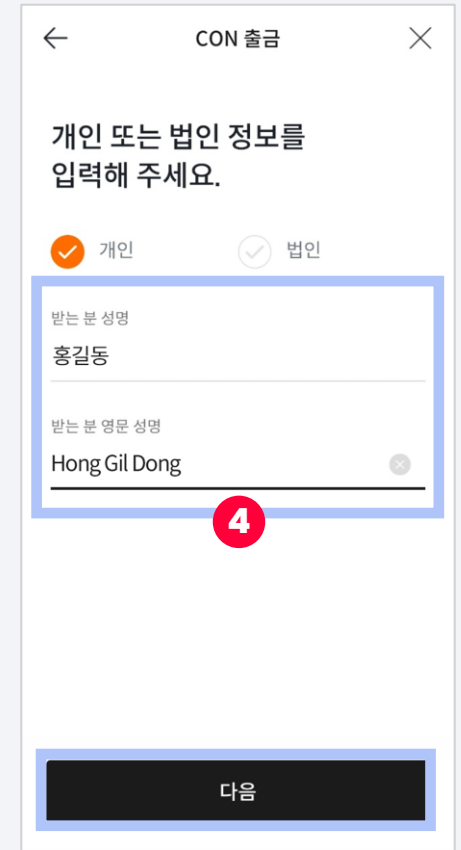 CON 출금
개인 또는 법인 정보를
입력해 주세요.
개인 법인
받는 분 성명
홍길동
받는 분 영문 성명
Hong Gil Dong
4
다음